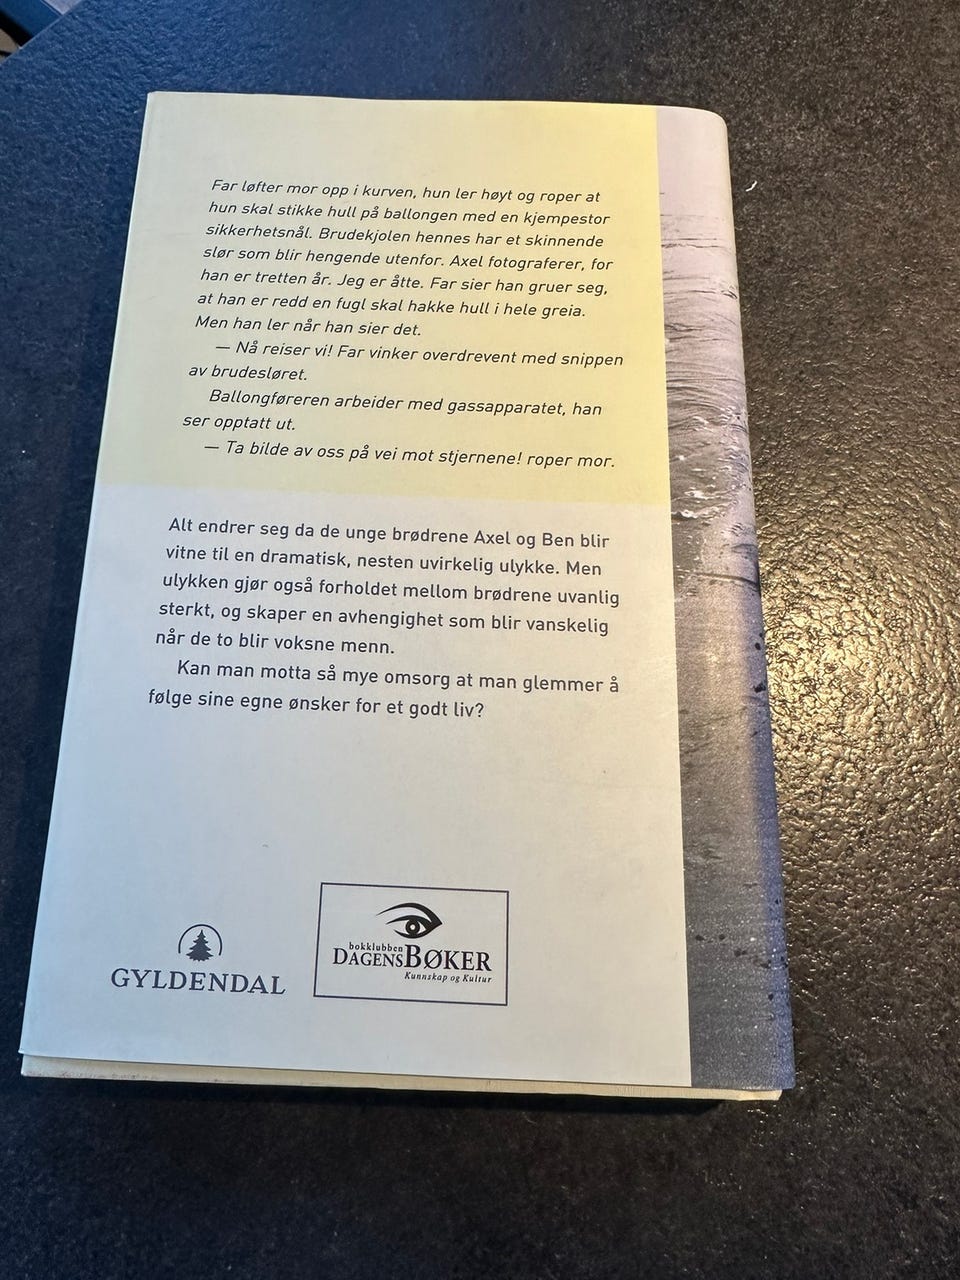 Far løfter mor opp i kurven, hun ler høyt og roper at
hun skal stikke hull på ballongen med en kjempestor
sikkerhetsnål. Brudekjolen hennes har et skinnende
slør som blir hengende utenfor. Axel fotograferer, for
han er tretten år. Jeg er åtte. Far sier han gruer seg,
at han er redd en fugl skal hakke hull i hele greia.
Men han ler når han sier det.
— Nå reiser vi! Far vinker overdrevent med snippen
av brudesløret.
Ballongføreren arbeider med gassapparatet, han
ser opptatt ut.
— Ta bilde av oss på vei mot stjernene! roper mor.
Alt endrer seg da de unge brødrene Axel og Ben blir
vitne til en dramatisk, nesten uvirkelig ulykke. Men
ulykken gjør også forholdet mellom brødrene uvanlig
sterkt, og skaper en avhengighet som blir vanskelig
når de to blir voksne menn.
Kan man motta så mye omsorg at man glemmer å
følge sine egne ønsker for et godt liv?
GYLDENDAL
bokklubben
DAGENSBØKER
Kunnskap og Kultur